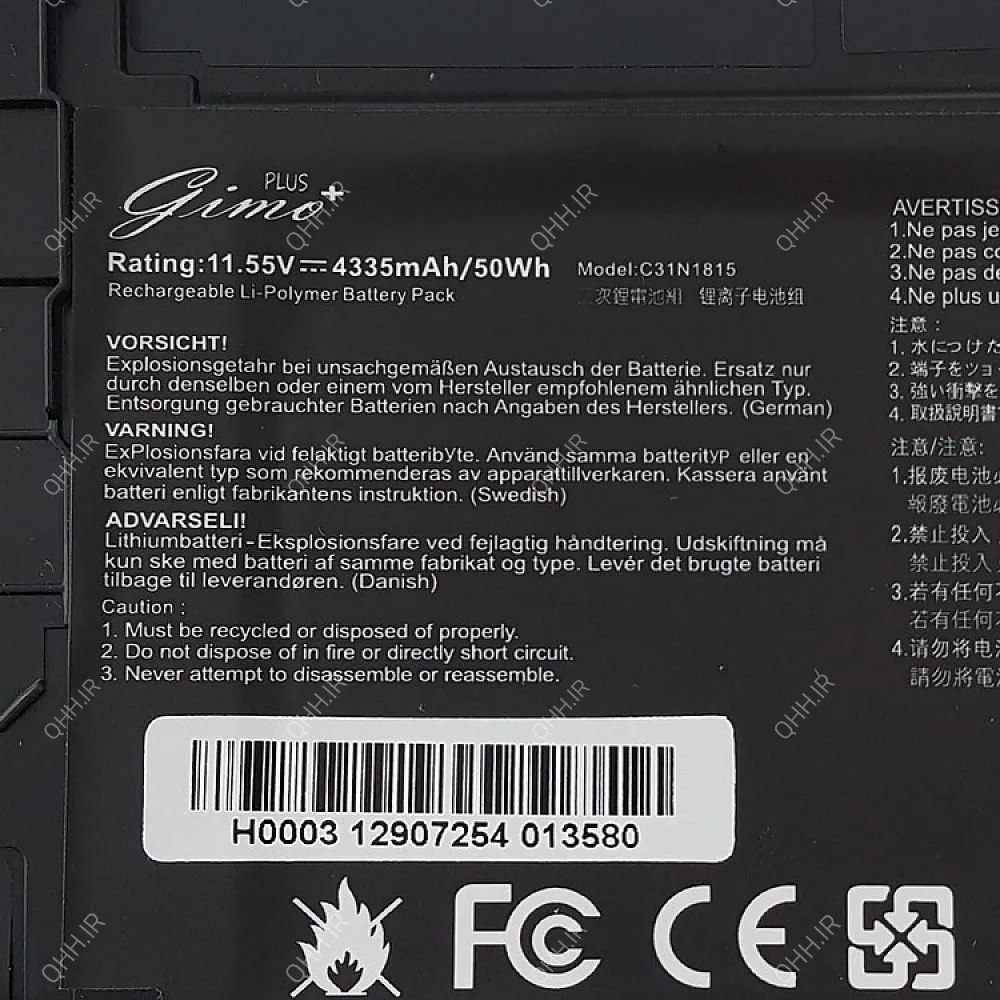 PLUS
Gimo+
Rating:11.55V⎓4335mAh/50Wh
Model:C31N1815
Rechargeable Li-Polymer Battery Pack
二次鋰電池組 锂离子电池组
VORSICHT!
Explosionsgetahr bei unsachgemäßen Austausch der Batterie. Ersatz nur
durch denselben oder einem vom Hersteller empfohlenem ähnlichen Typ.
Entsorgung gebrauchter Batterien nach Angaben des Herstellers. (German)
VARNING!
ExPlosionsfara vid felaktigt batteribyte. Använd samma batterityP eller en
ekvivalent typ som rekommenderas av apparattillverkaren. Kassera använt
batteri enligt fabrikantens instruktion. (Swedish)
ADVARSELI!
Lithiumbatteri-Eksplosionsfare ved fejlagtig håndtering. Udskiftning må
kun ske med batteri af samme fabrikat og type. Levér det brugte batteri
tilbage til leverandøren. (Danish)
Caution :
1. Must be recycled or disposed of properly.
2. Do not dispose of in fire or directly short circuit.
3. Never attempt to disassemble or reassemble.
H0003 12907254 013580
FC CE
AVERTISS
1.Ne pas je
2.Ne pas co
3.Ne pas de
4.Ne plus u
注意：
1. 水につけた
2. 端子をツョ
3. 強い衝撃を
4. 取扱説明書
注意/注意:
1.报废电池
報廢電池
2.禁止投入
禁止投入
3.若有任何
若有任何
4.请勿将电
請勿將電
QHH.IR